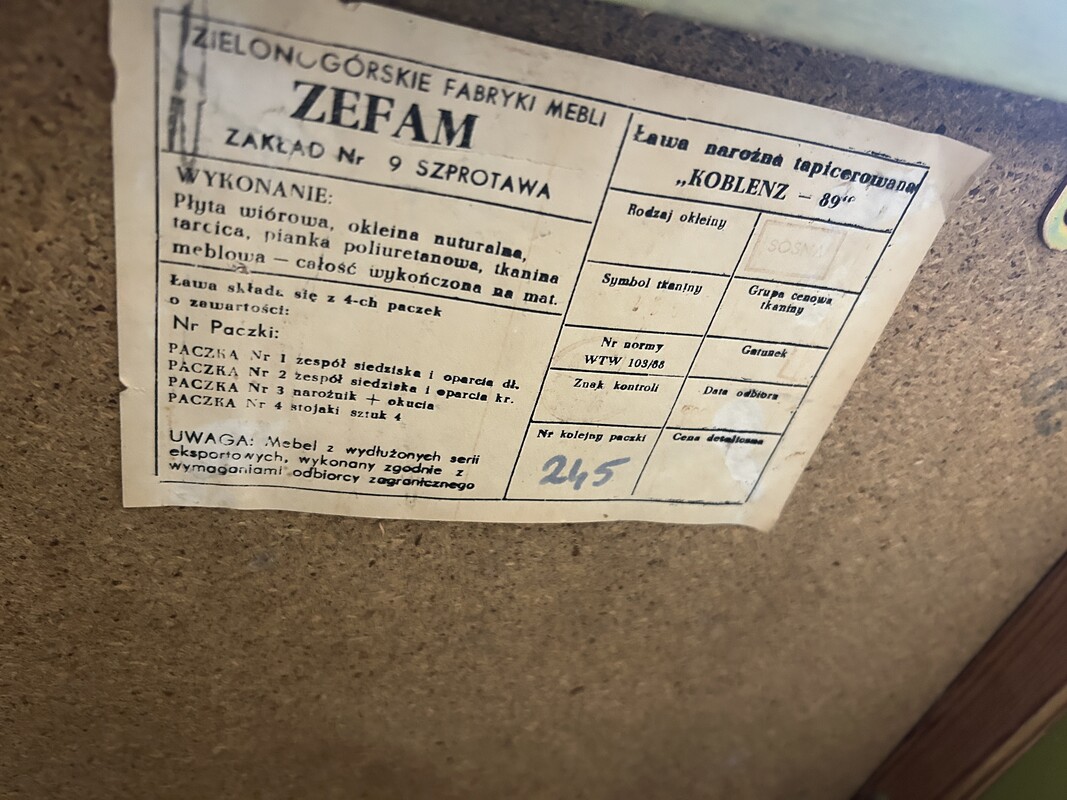 ZIELONOGÓRSKIE FABRYKI MEBLI
ZEFAM
ZAKŁAD Nr 9 SZPROTAWA
WYKONANIE:
Płyta wiórowa, okleina nuturalna,
tarcica, pianka poliuretanowa, tkanina
meblowa — całość wykończona na mat.
Ława składa się z 4-ch paczek
o zawartości:
Nr Paczki:
PACZKA Nr 1 zespół siedziska i oparcia dł.
PACZKA Nr 2 zespół siedziska i oparcia kr.
PACZKA Nr 3 narożnik + okucia
PACZKA Nr 4 stojaki sztuk 4
UWAGA: Mebel z wydłużonych serii
eksportowych, wykonany zgodnie z
wymaganiami odbiorcy zagranicznego
Ława narożna tapicerowana
„KOBLENZ — 89“
Rodzaj okleiny
SOSNA
Symbol tkaniny
Grupa cenowa
tkaniny
Nr normy
WTW 103/88
Gatunek
Znak kontroli
Data odbioru
Nr kolejny paczki
245
Cena detaliczna